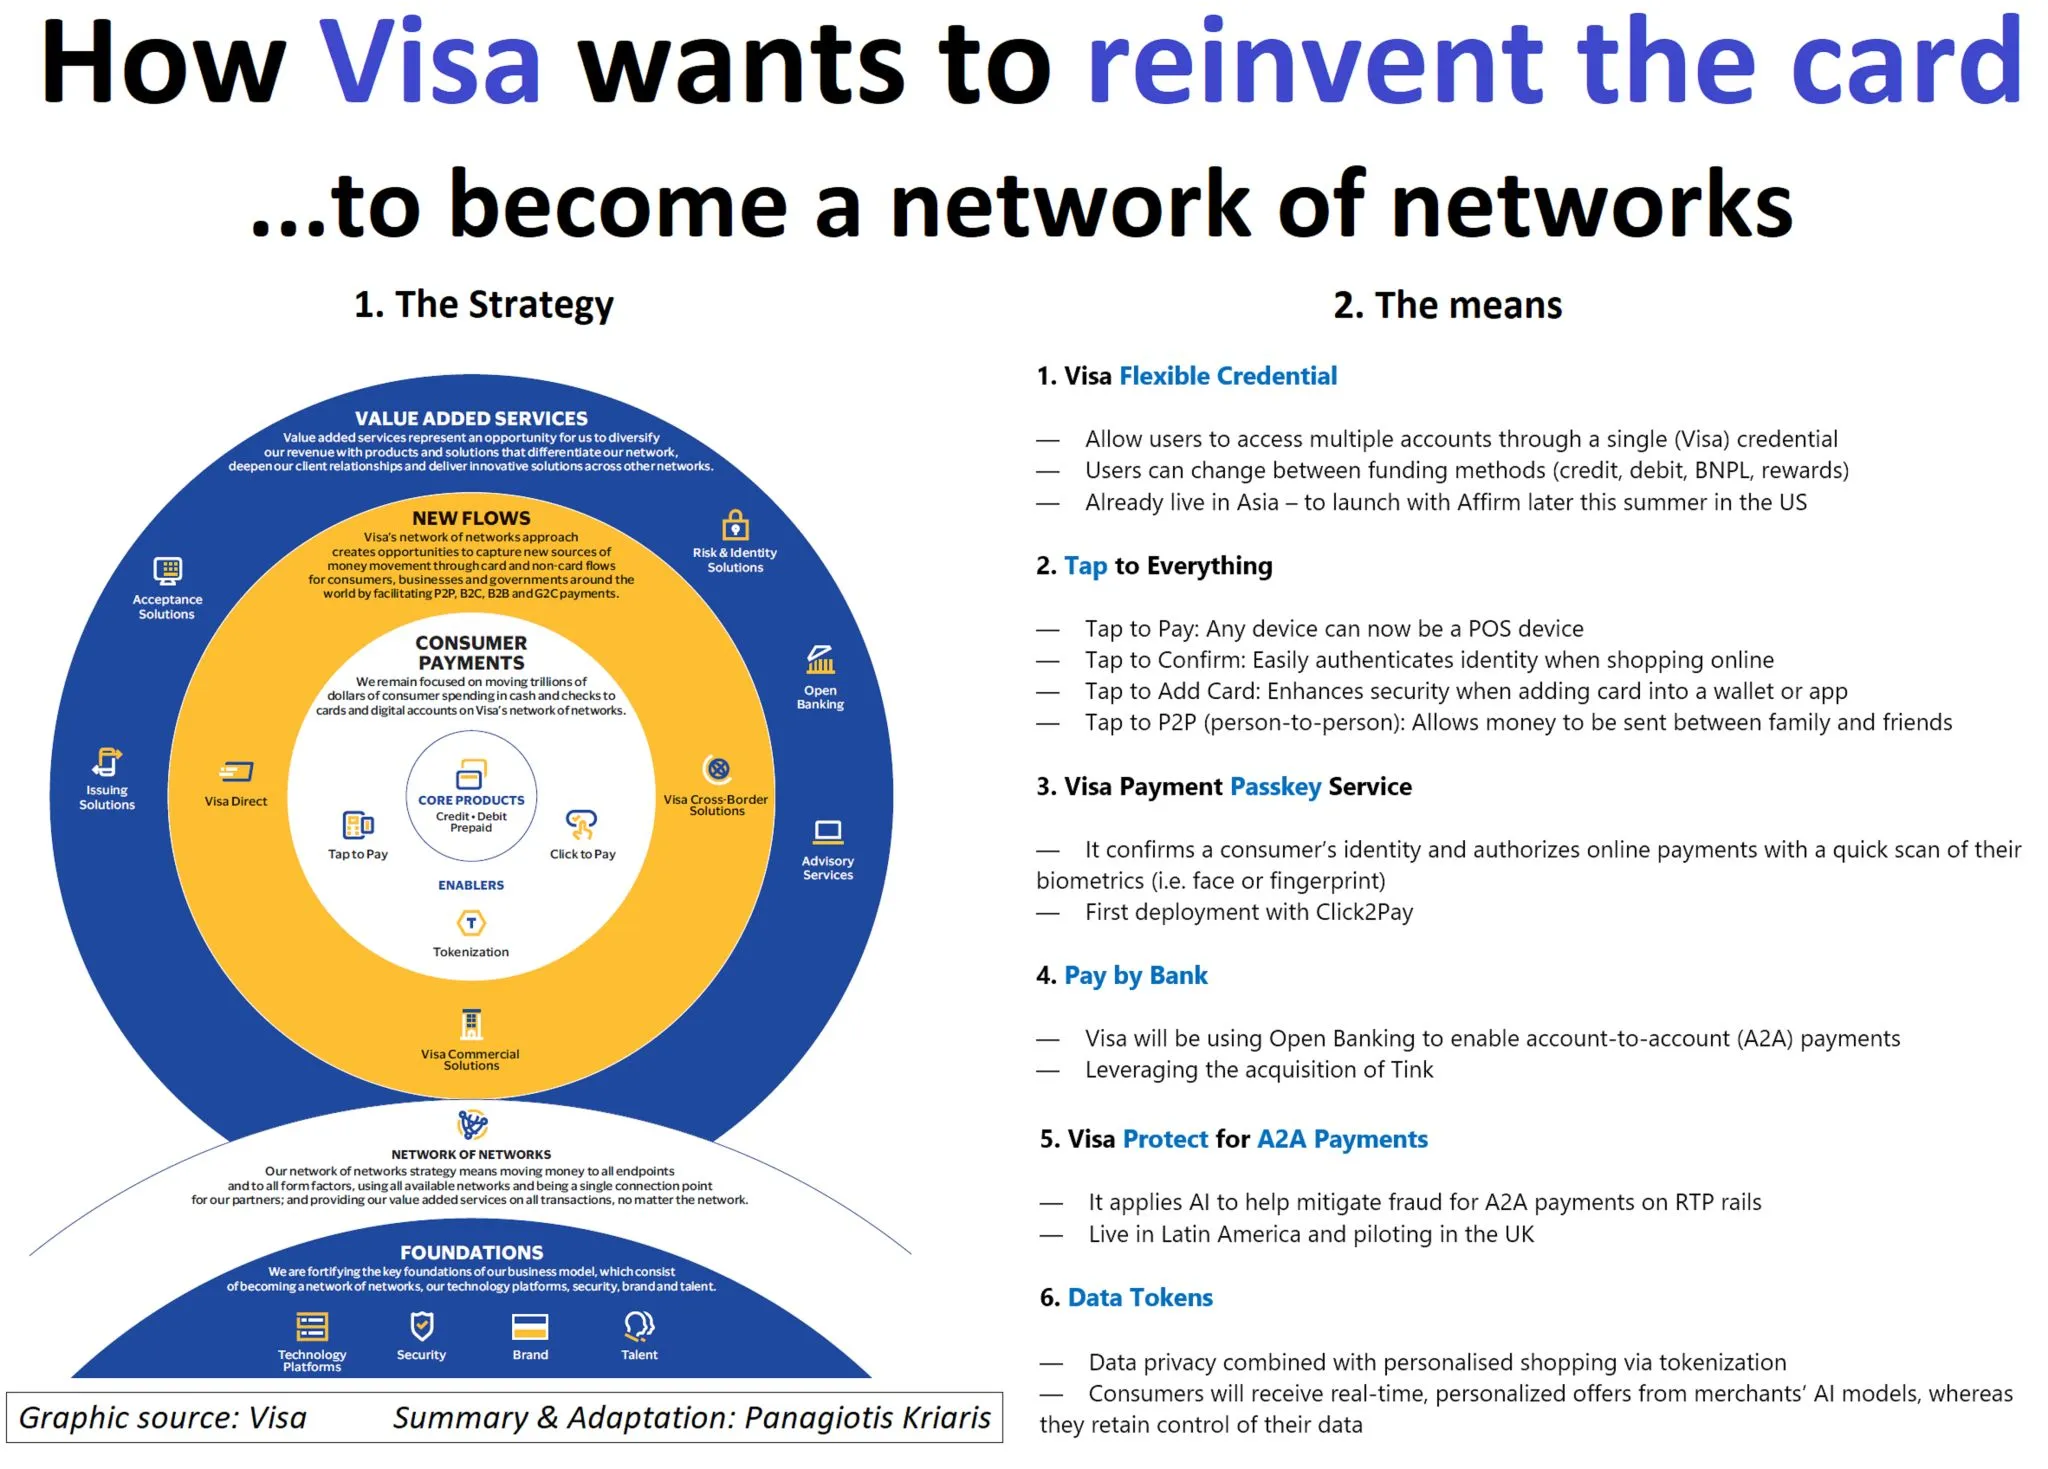 How Visa wants to reinvent the card
...to become a network of networks
1. The Strategy
VALUE ADDED SERVICES
Value added services represent an opportunity for us to diversify
our revenue with products and solutions that differentiate our network,
deepen our client relationships and deliver innovative solutions across other networks.
NEW FLOWS
Visa's network of networks approach
creates opportunities to capture new sources of
money movement through card and non-card flows
for consumers, businesses and governments around the
world by facilitating P2P, B2C, B2B and G2C payments.
Risk & Identity
Solutions
Acceptance
Solutions
CONSUMER
PAYMENTS
We remain focused on moving trillions of
dollars of consumer spending in cash and checks to
cards and digital accounts on Visa's network of networks.
Open
Banking
Issuing
Solutions
Visa Direct
CORE PRODUCTS
Credit • Debit
Prepaid
Visa Cross-Border
Solutions
Tap to Pay
Click to Pay
Advisory
Services
ENABLERS
T
Tokenization
Visa Commercial
Solutions
NETWORK OF NETWORKS
Our network of networks strategy means moving money to all endpoints
and to all form factors, using all available networks and being a single connection point
for our partners; and providing our value added services on all transactions, no matter the network.
FOUNDATIONS
We are fortifying the key foundations of our business model, which consist
of becoming a network of networks, our technology platforms, security, brand and talent.
Technology
Platforms
Security
Brand
Talent
Graphic source: Visa Summary & Adaptation: Panagiotis Kriaris
2. The means
1. Visa Flexible Credential
— Allow users to access multiple accounts through a single (Visa) credential
— Users can change between funding methods (credit, debit, BNPL, rewards)
— Already live in Asia – to launch with Affirm later this summer in the US
2. Tap to Everything
— Tap to Pay: Any device can now be a POS device
— Tap to Confirm: Easily authenticates identity when shopping online
— Tap to Add Card: Enhances security when adding card into a wallet or app
— Tap to P2P (person-to-person): Allows money to be sent between family and friends
3. Visa Payment Passkey Service
— It confirms a consumer's identity and authorizes online payments with a quick scan of their
biometrics (i.e. face or fingerprint)
— First deployment with Click2Pay
4. Pay by Bank
— Visa will be using Open Banking to enable account-to-account (A2A) payments
— Leveraging the acquisition of Tink
5. Visa Protect for A2A Payments
— It applies AI to help mitigate fraud for A2A payments on RTP rails
— Live in Latin America and piloting in the UK
6. Data Tokens
— Data privacy combined with personalised shopping via tokenization
— Consumers will receive real-time, personalized offers from merchants' AI models, whereas
they retain control of their data